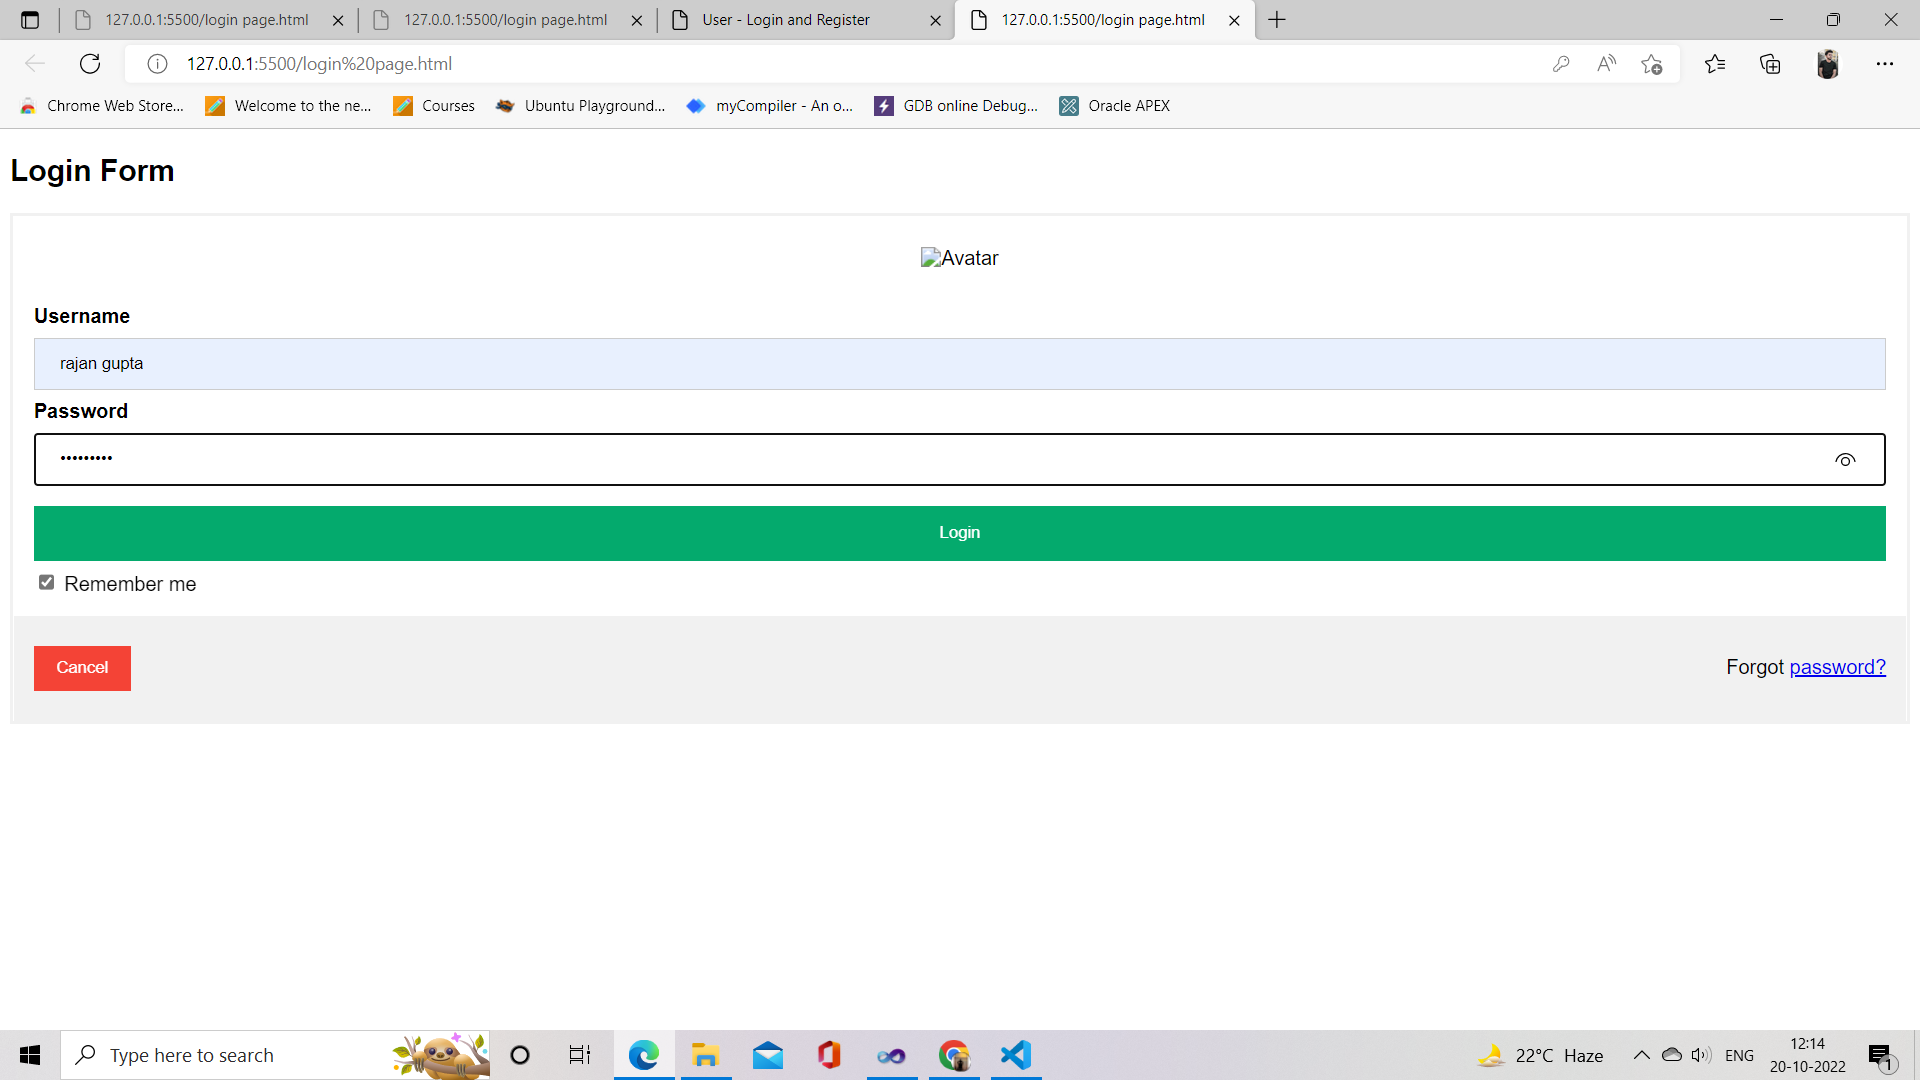 127.0.0.1:5500/login page.html
127.0.0.1:5500/login page.html
User - Login and Register
127.0.0.1:5500/login page.html
127.0.0.1:5500/login%20page.html
Chrome Web Store...
Welcome to the ne...
Courses
Ubuntu Playground...
myCompiler - An o...
GDB online Debug...
Oracle APEX
Login Form
Avatar
Username
rajan gupta
Password
•••••••••
Login
Remember me
Cancel
Forgot password?
Type here to search
22°C Haze
ENG
12:14
20-10-2022
1